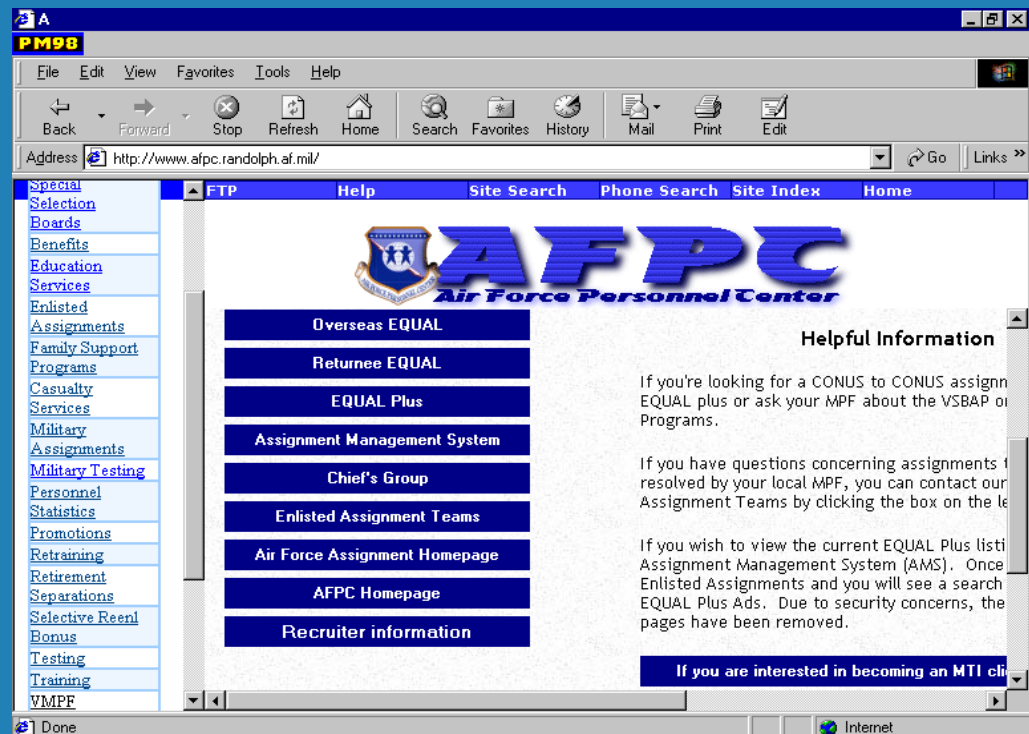 A
PM98
File Edit View Favorites Tools Help
Back Forward Stop Refresh Home Search Favorites History Mail Print Edit
Address http://www.afpc.randolph.af.mil/ Go Links »
FTP Help Site Search Phone Search Site Index Home
Special
Selection
Boards
Benefits
Education
Services
Enlisted
Assignments
Family Support
Programs
Casualty
Services
Military
Assignments
Military Testing
Personnel
Statistics
Promotions
Retraining
Retirement
Separations
Selective Reenl
Bonus
Testing
Training
VMPF
AFPC
Air Force Personnel Center
Overseas EQUAL
Returnee EQUAL
EQUAL Plus
Assignment Management System
Chief's Group
Enlisted Assignment Teams
Air Force Assignment Homepage
AFPC Homepage
Recruiter information
Helpful Information
If you're looking for a CONUS to CONUS assignm
EQUAL plus or ask your MPF about the VSBAP or
Programs.
If you have questions concerning assignments t
resolved by your local MPF, you can contact our
Assignment Teams by clicking the box on the le
If you wish to view the current EQUAL Plus listi
Assignment Management System (AMS). Once
Enlisted Assignments and you will see a search
EQUAL Plus Ads. Due to security concerns, the
pages have been removed.
If you are interested in becoming an MTI clic
Done Internet